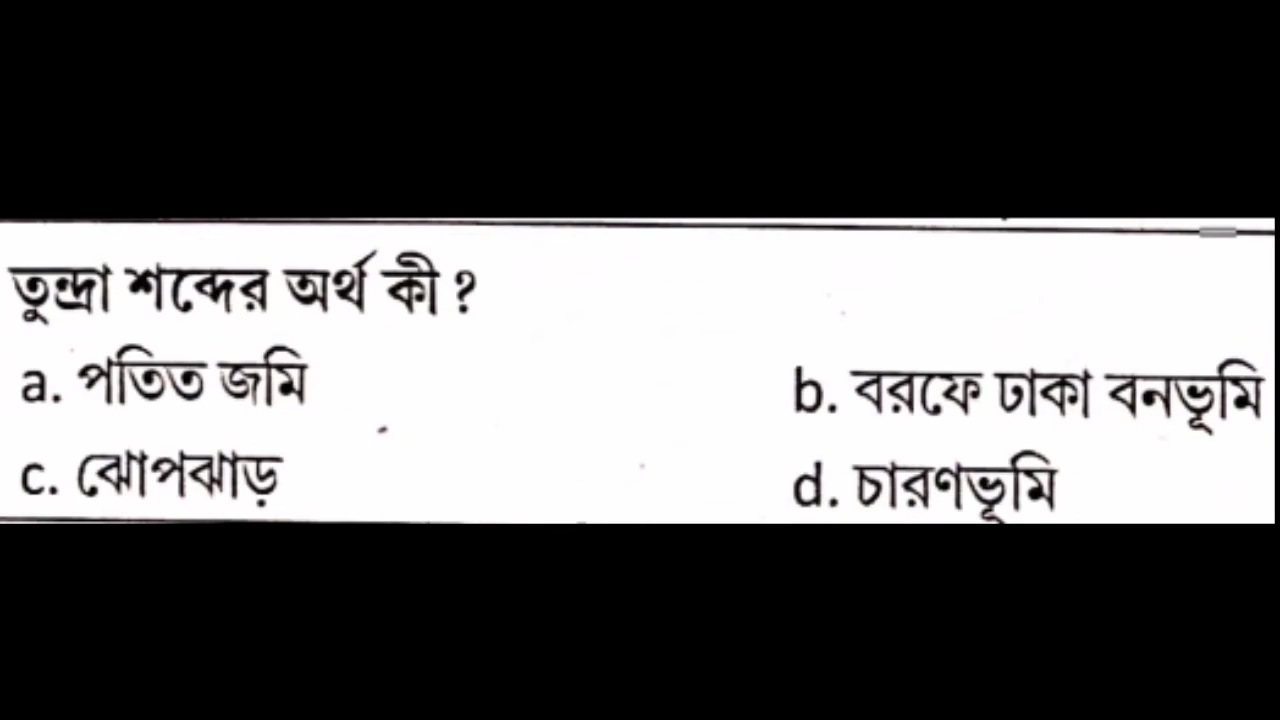 তুন্দ্রা শব্দের অর্থ কী ?
a. পতিত জমি b. বরফে ঢাকা বনভূমি
c. ঝোপঝাড় d. চারণভূমি